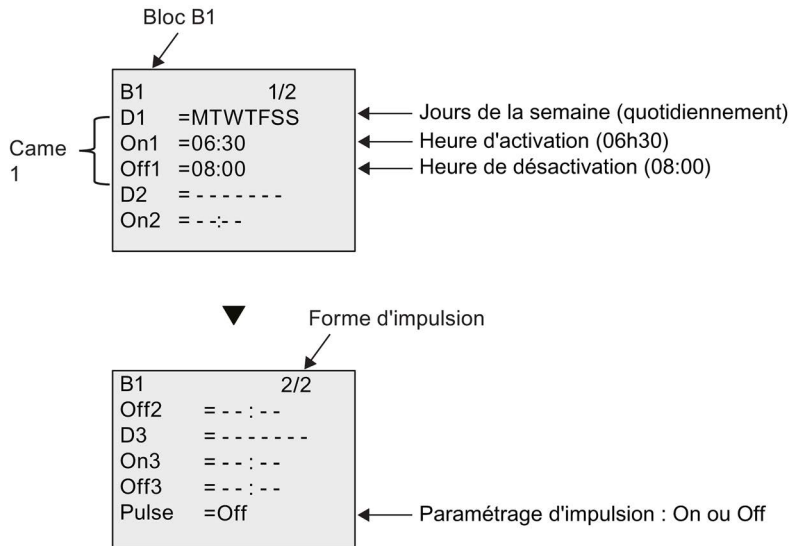 Bloc B1
B1 1/2
D1 =MTWTFSS
Jours de la semaine (quotidiennement)
On1 =06:30
Heure d'activation (06h30)
Came
1
Off1 =08:00
Heure de désactivation (08:00)
D2 = - - - - - - -
On2 = - -:- -
Forme d'impulsion
B1 2/2
Off2 = - - : - -
D3 = - - - - - - -
On3 = - - : - -
Off3 = - - : - -
Pulse =Off
Paramétrage d'impulsion : On ou Off